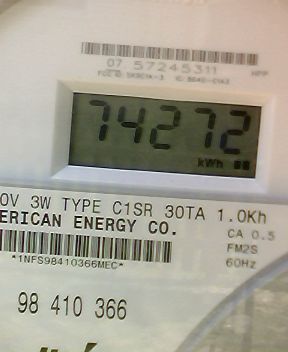 07 57245311
74272
kWh
0V 3W TYPE C1SR 30TA 1.0Kh
ERICAN ENERGY CO.
CA 0.5
FM2S
*1NFS98410366MEC*
60Hz
98 410 366